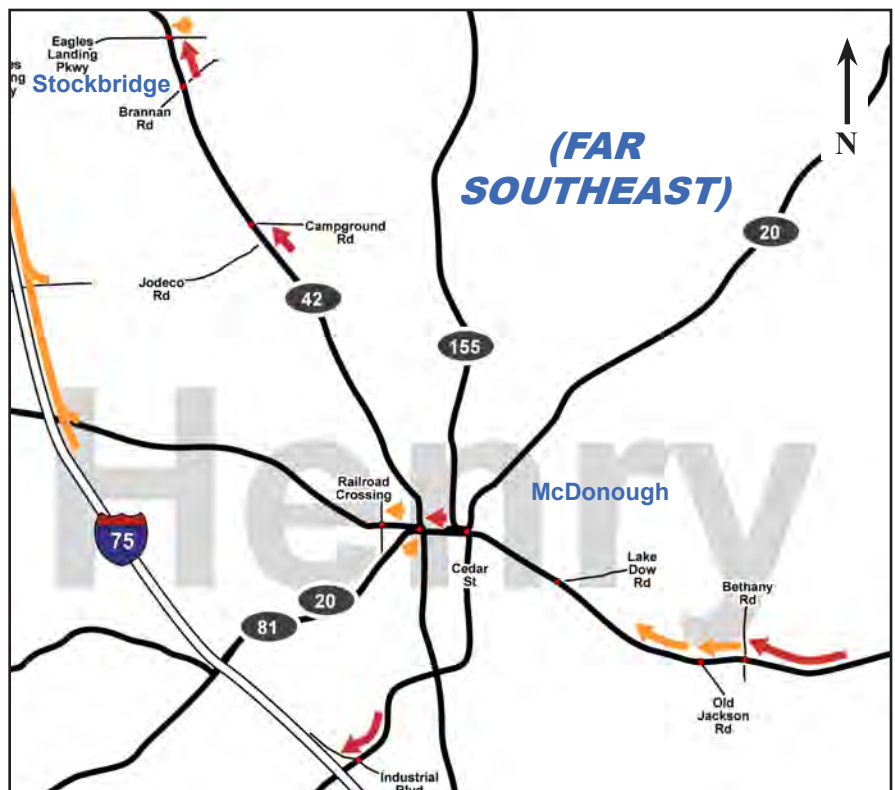 Eagles
Landing
Pkwy
Stockbridge
Brannan
Rd
N
(FAR
SOUTHEAST)
20
Campground
Rd
Jodeco
Rd
42
155
Henry
Railroad
Crossing
McDonough
75
Cedar
St
Lake
Dow
Rd
Bethany
Rd
20
81
Old
Jackson
Rd
Industrial
Blvd